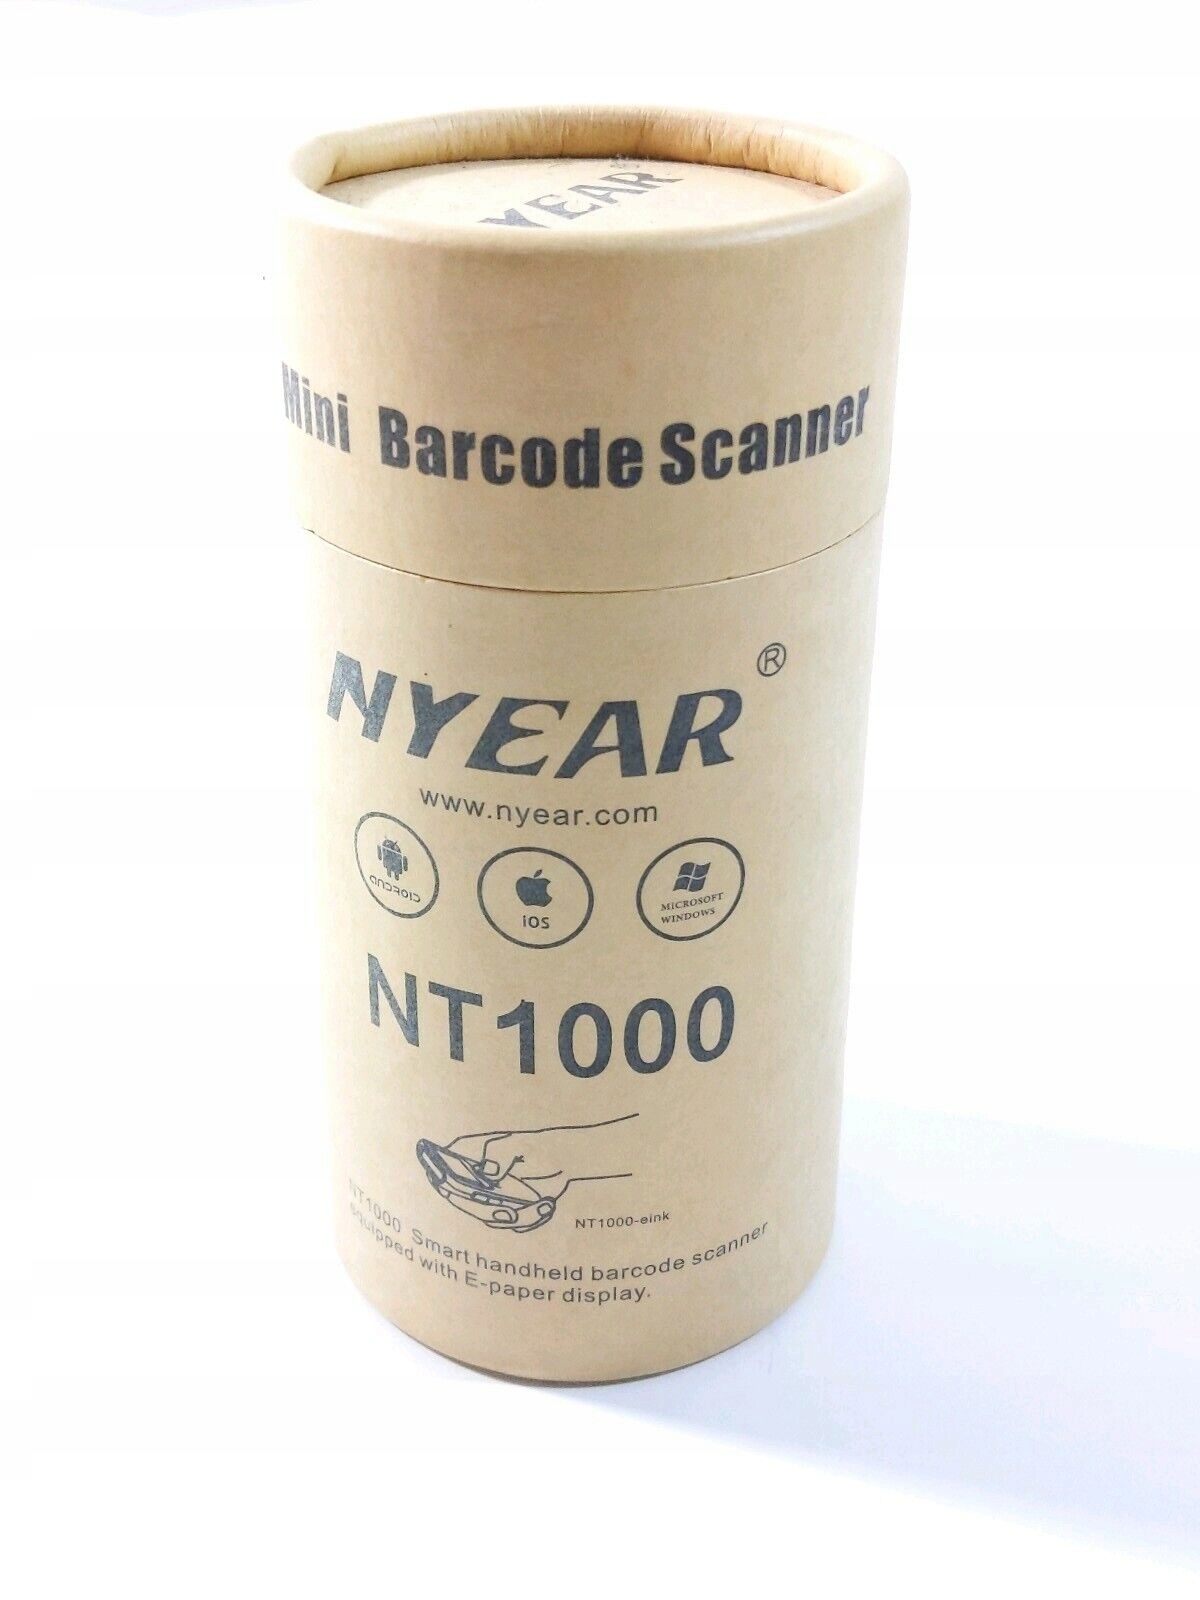 YEAR
Mini Barcode Scanner
NYEAR®
www.nyear.com
ANDROID
iOS
MICROSOFT
WINDOWS
NT1000
NT1000-eink
NT1000 Smart handheld barcode scanner
equipped with E-paper display.